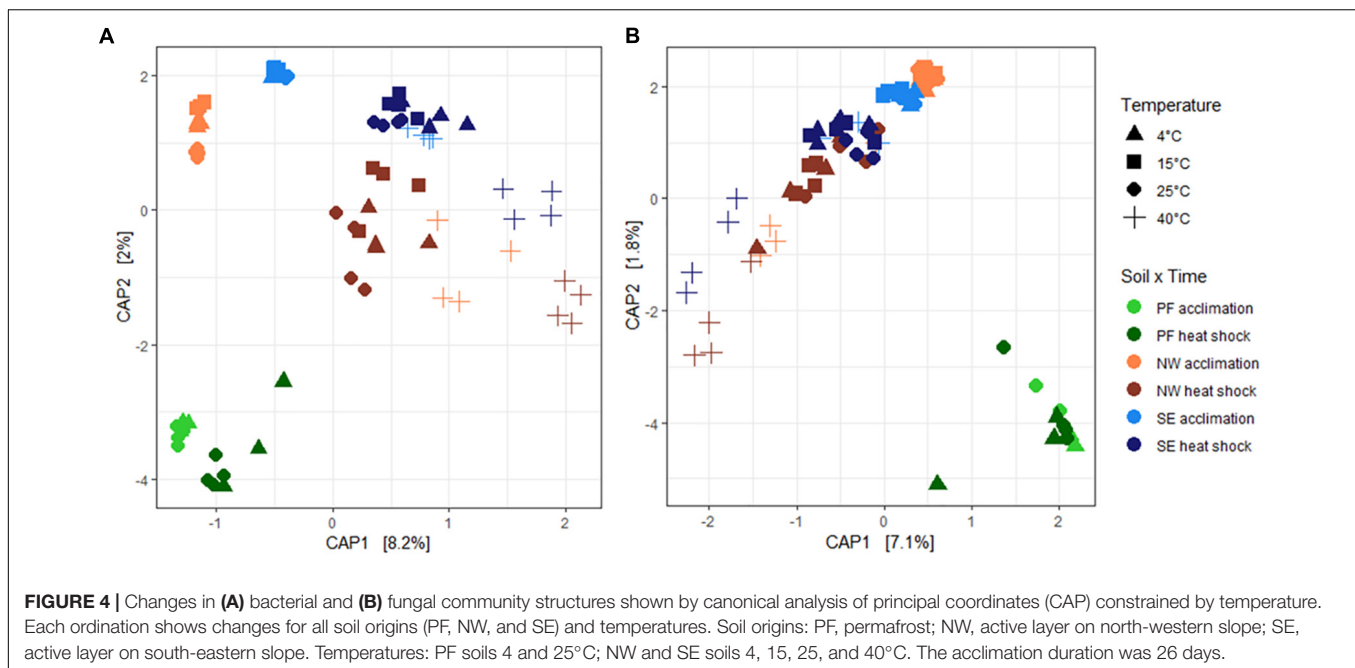 A
B
CAP2 [2%]
2
0
-2
-4
-1
0
1
2
CAP1 [8.2%]
CAP2 [1.8%]
2
0
-2
-4
-2
-1
0
1
2
CAP1 [7.1%]
Temperature
4°C
15°C
25°C
40°C
Soil x Time
PF acclimation
PF heat shock
NW acclimation
NW heat shock
SE acclimation
SE heat shock
FIGURE 4 | Changes in (A) bacterial and (B) fungal community structures shown by canonical analysis of principal coordinates (CAP) constrained by temperature.
Each ordination shows changes for all soil origins (PF, NW, and SE) and temperatures. Soil origins: PF, permafrost; NW, active layer on north-western slope; SE,
active layer on south-eastern slope. Temperatures: PF soils 4 and 25°C; NW and SE soils 4, 15, 25, and 40°C. The acclimation duration was 26 days.